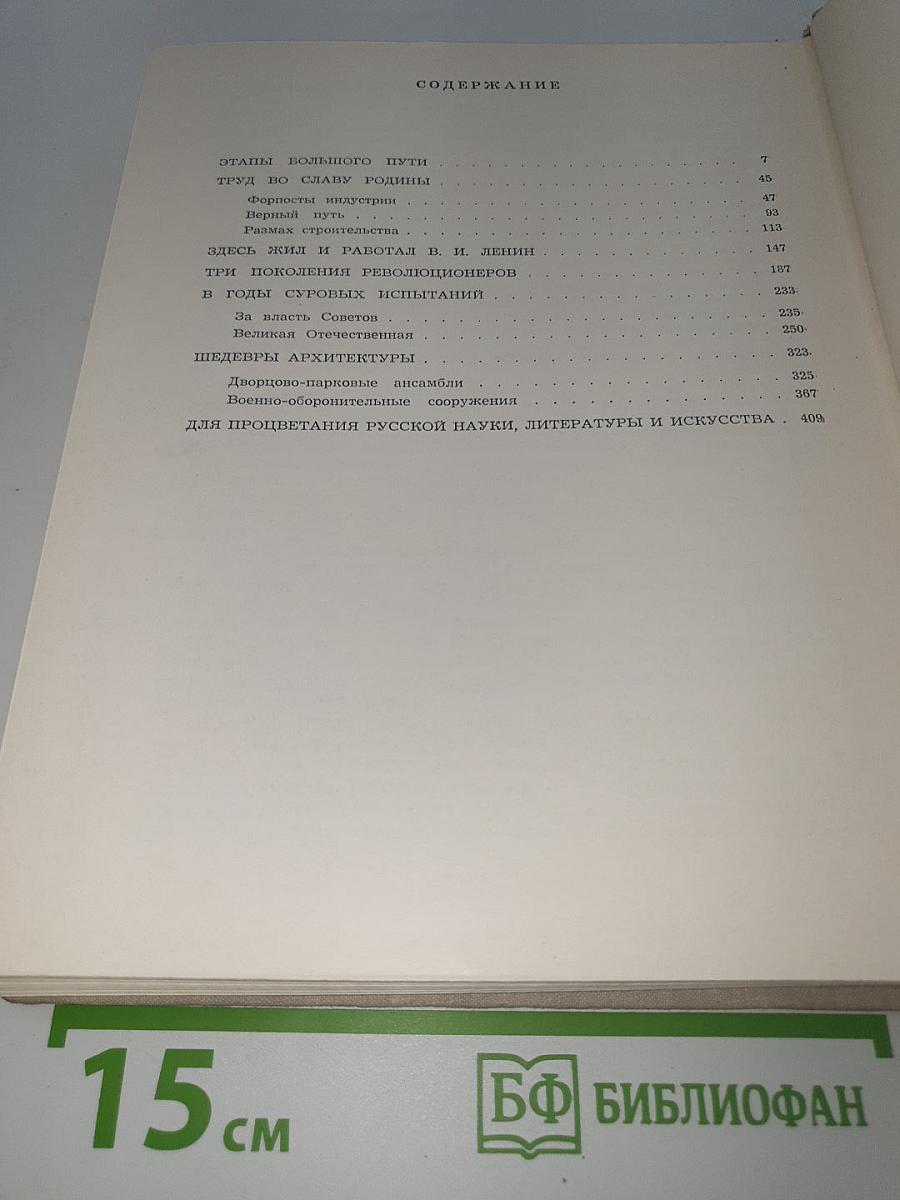 СОДЕРЖАНИЕ
ЭТАПЫ БОЛЬШОГО ПУТИ . . . . . . . . . . . . . . . . . . 7
ТРУД ВО СЛАВУ РОДИНЫ . . . . . . . . . . . . . . . . . . 45
Форпосты индустрии . . . . . . . . . . . . . . . . . . . . 47
Верный путь . . . . . . . . . . . . . . . . . . . . . . 93
Размах строительства . . . . . . . . . . . . . . . . . . . 113
ЗДЕСЬ ЖИЛ И РАБОТАЛ В. И. ЛЕНИН . . . . . . . . . . . . 147
ТРИ ПОКОЛЕНИЯ РЕВОЛЮЦИОНЕРОВ . . . . . . . . . . . . . 187
В ГОДЫ СУРОВЫХ ИСПЫТАНИЙ . . . . . . . . . . . . . . . 233
За власть Советов . . . . . . . . . . . . . . . . . . . 235
Великая Отечественная . . . . . . . . . . . . . . . . . . 250
ШЕДЕВРЫ АРХИТЕКТУРЫ . . . . . . . . . . . . . . . . . . 323
Дворцово-парковые ансамбли . . . . . . . . . . . . . . . 325
Военно-оборонительные сооружения . . . . . . . . . . . . 367
ДЛЯ ПРОЦВЕТАНИЯ РУССКОЙ НАУКИ, ЛИТЕРАТУРЫ И ИСКУССТВА . 409
15 см
БФ БИБЛИОФАН